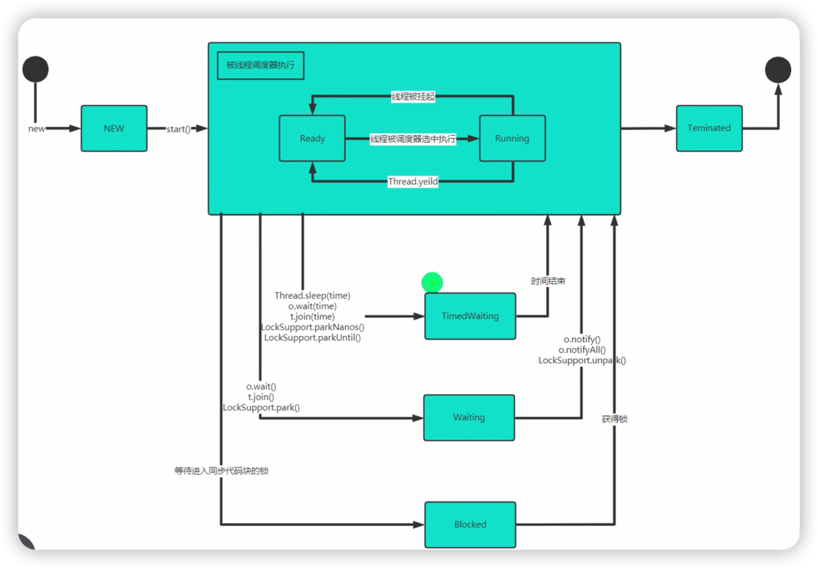 被线程调度器执行
线程被挂起
new
NEW
start()
Ready
线程被调度器选中执行
Running
Teminated
Thread.yeild
Thread.sleep(time)
o.wait(time)
t.join(time)
LockSupport.parkNanos()
LockSupport.parkUntil()
时间结束
TimedWaiting
o.notify()
o.notifyAll()
LockSupport.unpark()
o.wait()
t.join()
LockSupport.park()
Waiting
获得锁
等待进入同步代码块的锁
Blocked